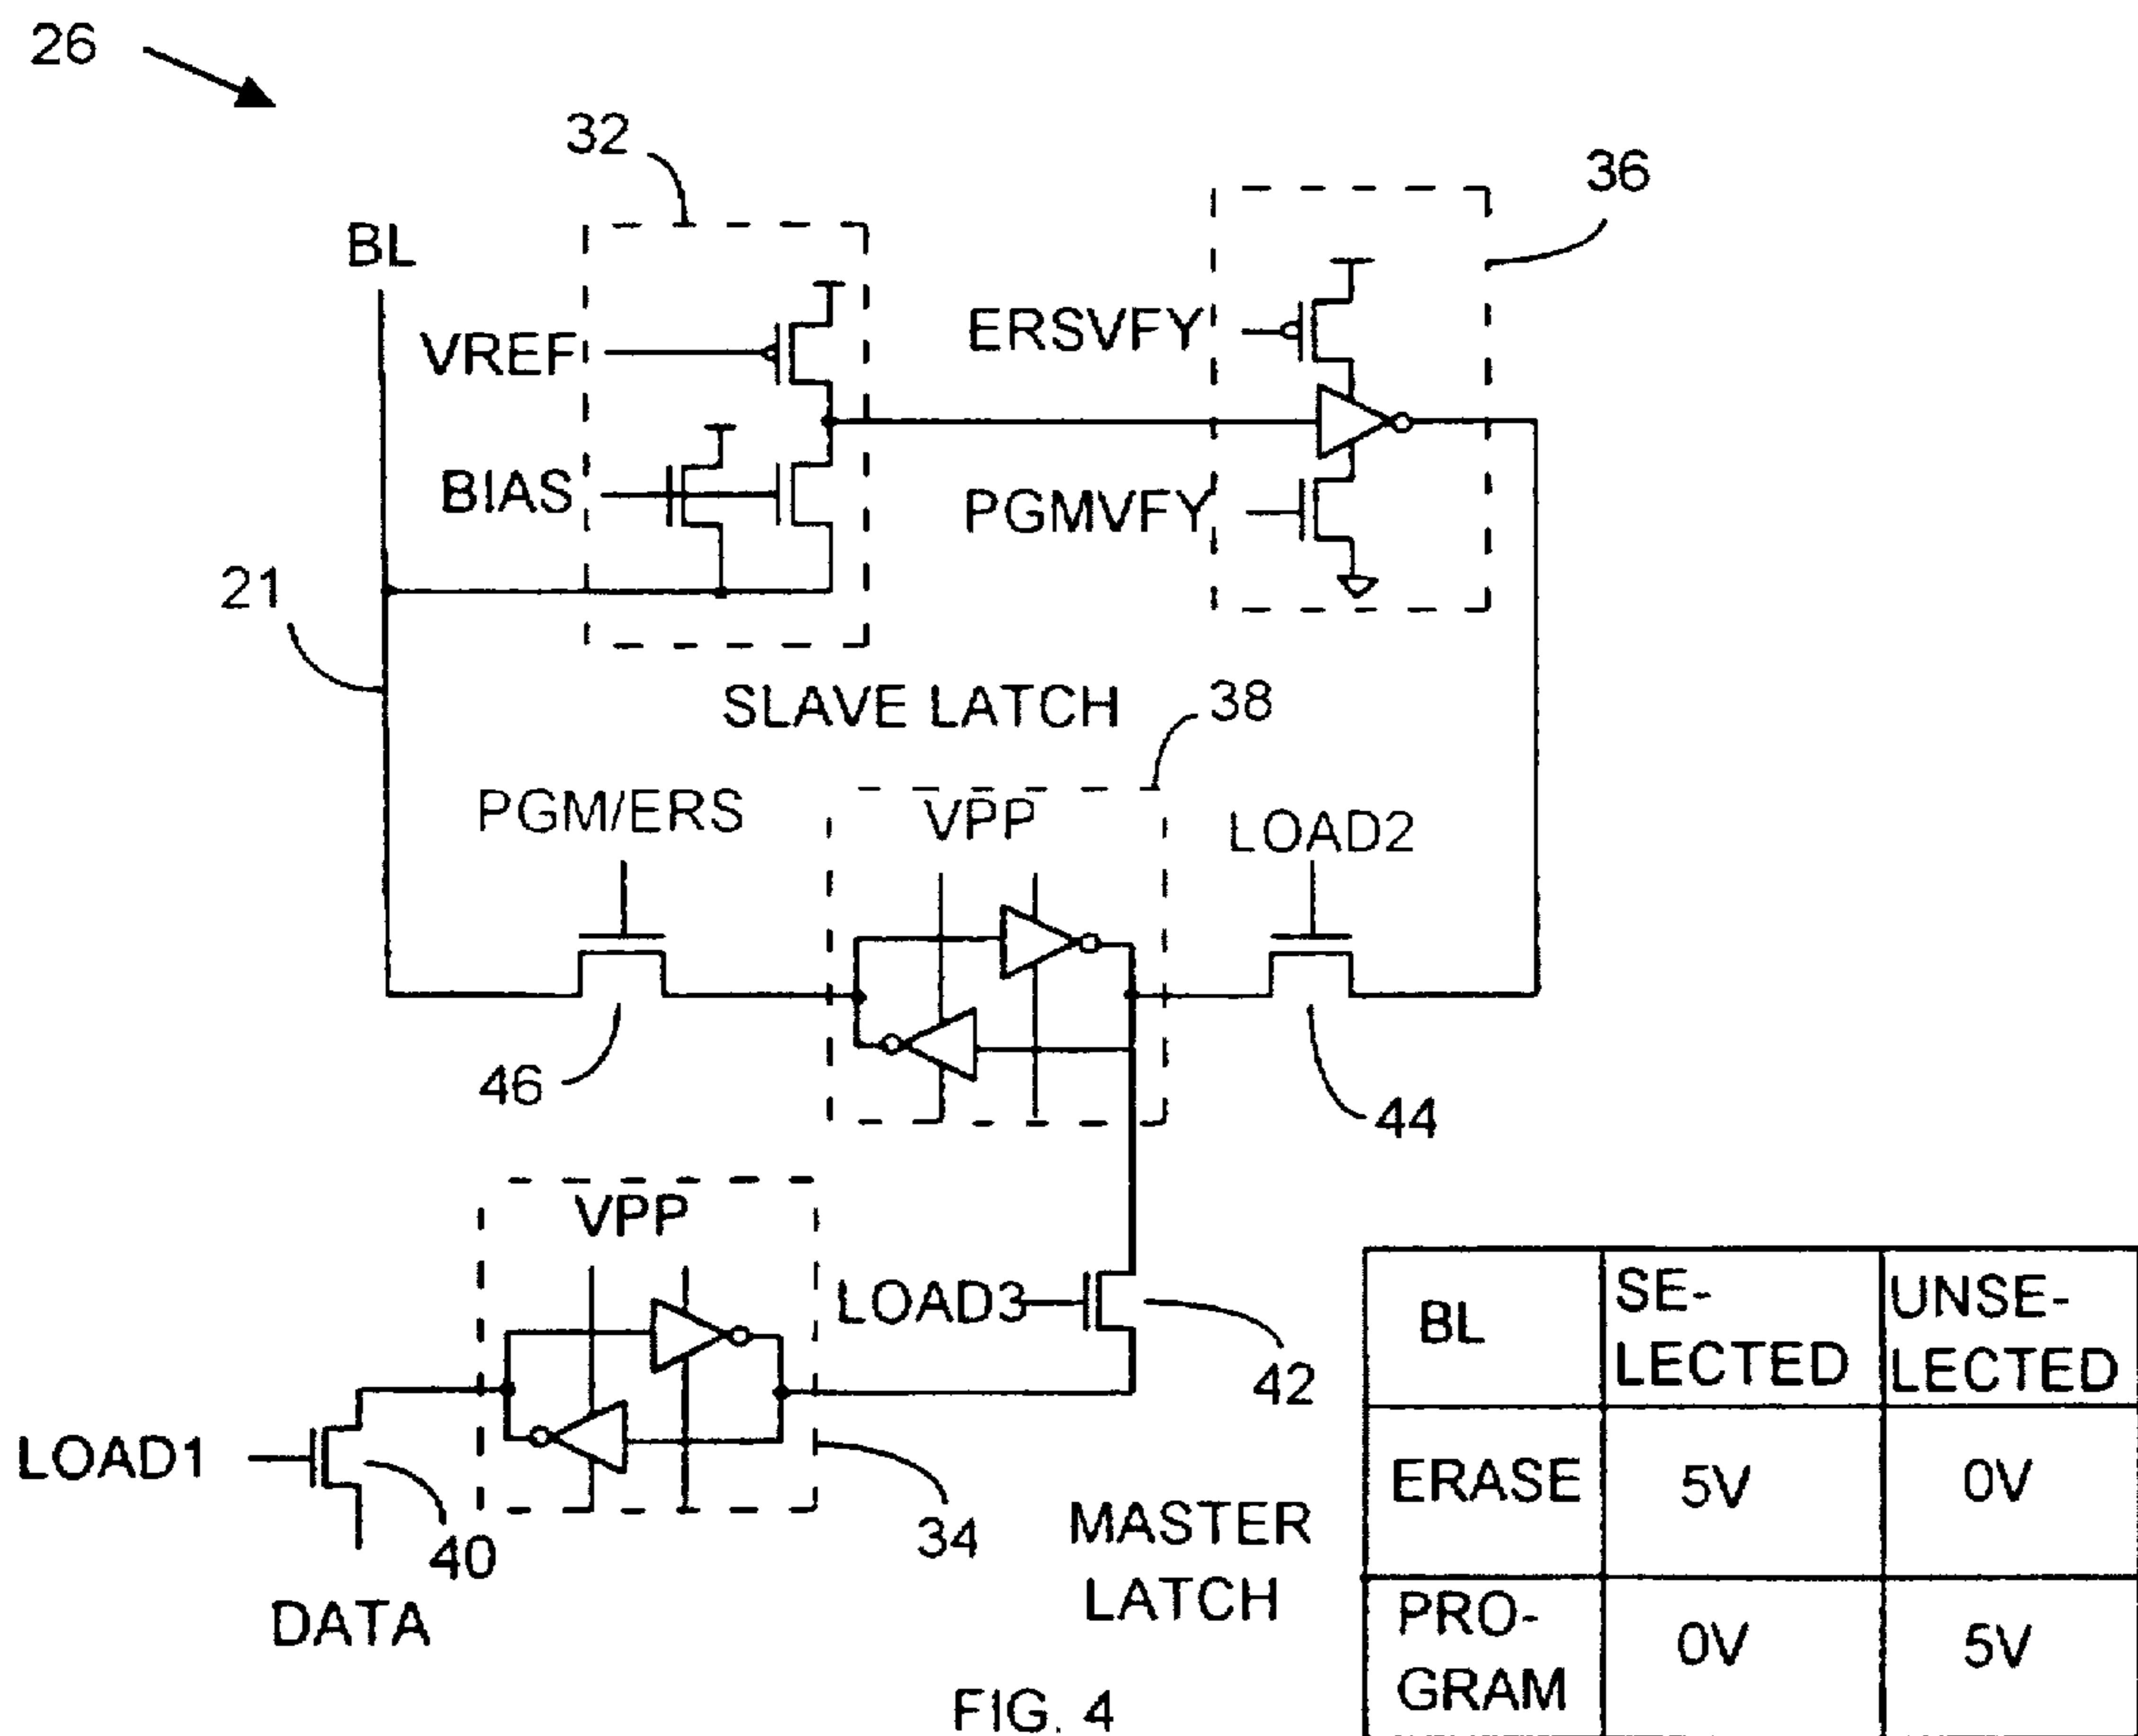 26
32
36
BL
VREF
ERSVFY
BIAS
PGMVFY
21
SLAVE LATCH
38
PGM/ERS
VPP
LOAD2
46
44
VPP
LOAD3
42
LOAD1
40
34
DATA
MASTER
LATCH
BL
SE-
LECTED
UNSE-
LECTED
ERASE
5V
0V
PRO-
GRAM
0V
5V
FIG. 4